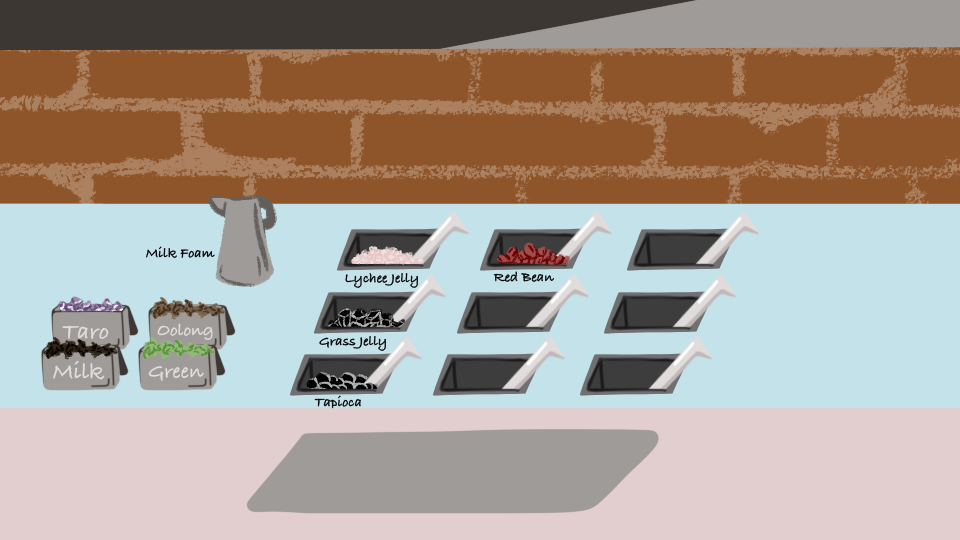 Milk Foam
Lychee Jelly
Red Bean
Taro
Oolong
Grass Jelly
Milk
Green
Tapioca